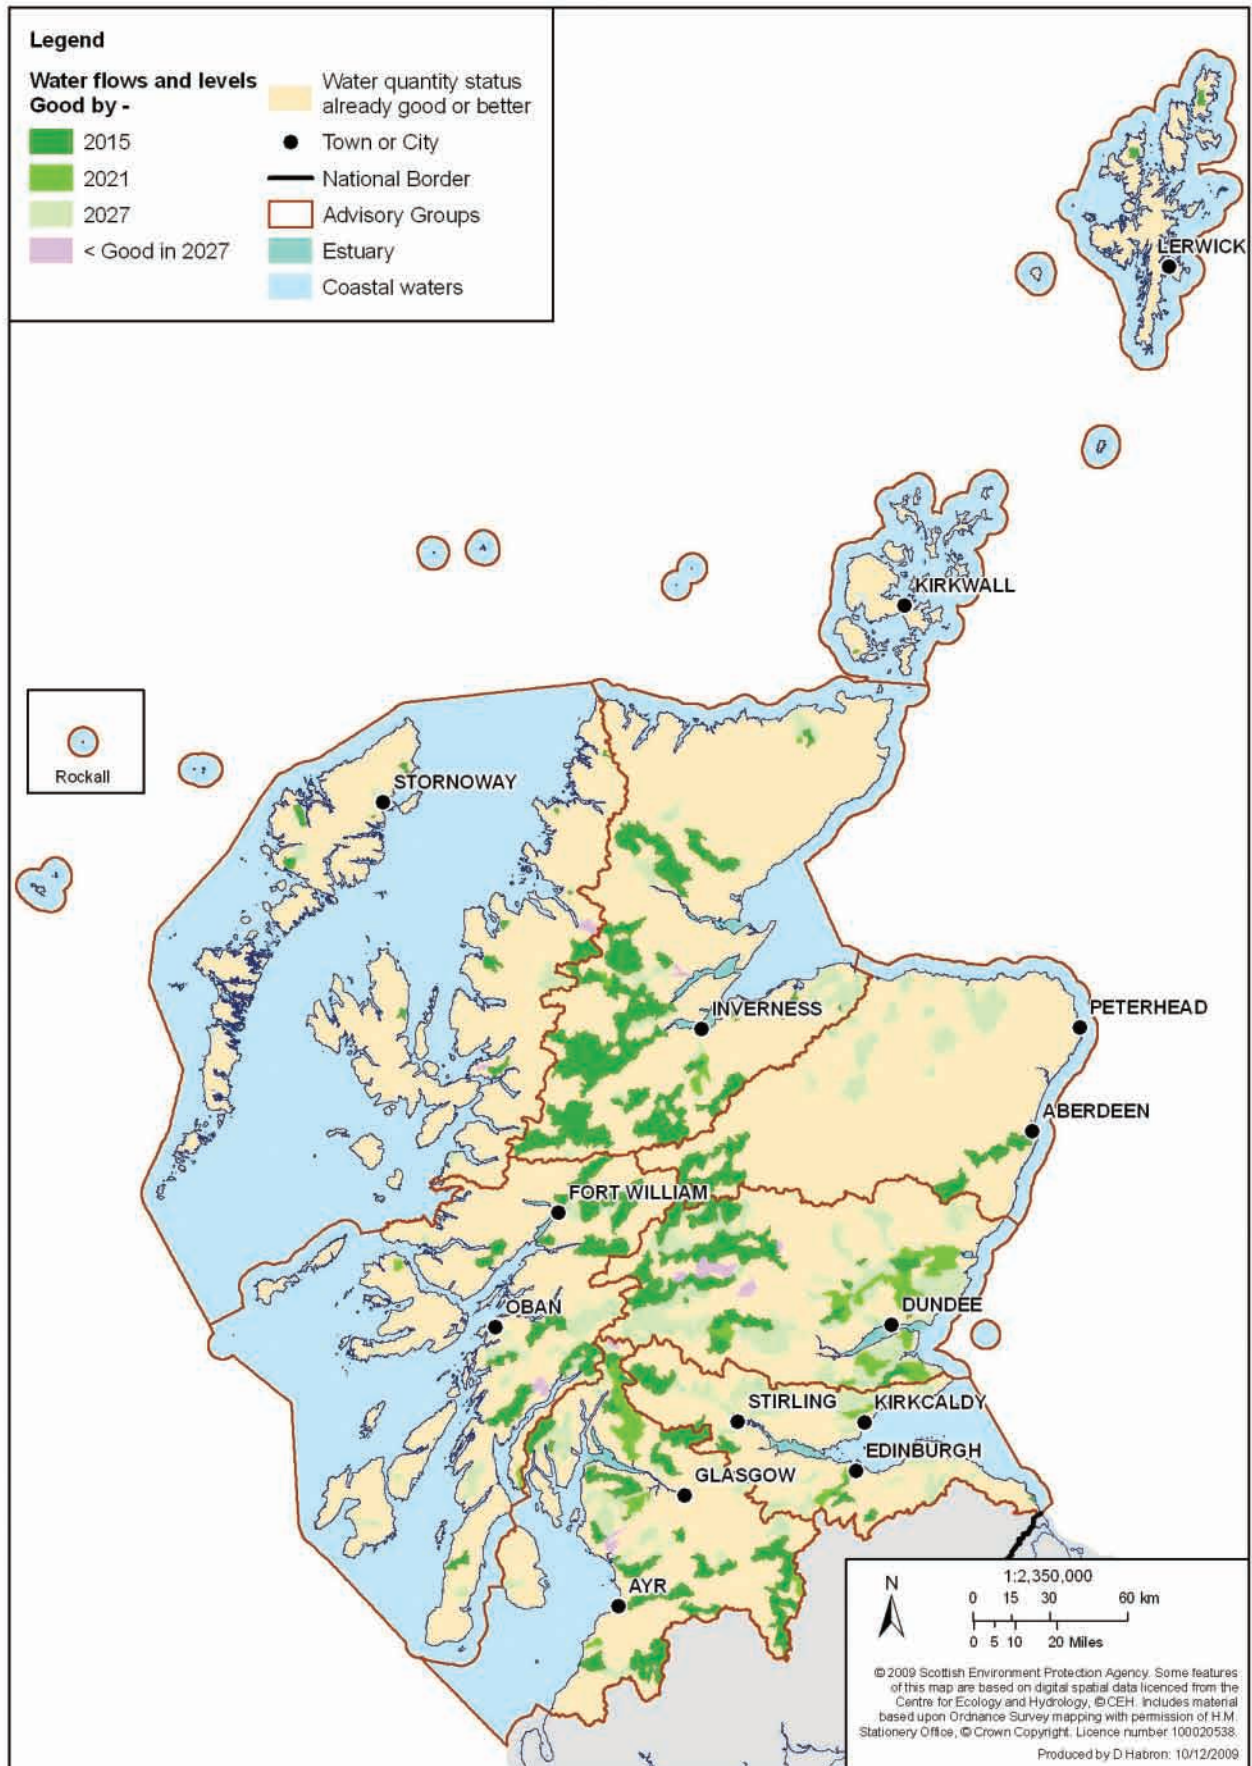 Legend
Water flows and levels
Good by -
2015
2021
2027
< Good in 2027
Water quantity status
already good or better
Town or City
National Border
Advisory Groups
Estuary
Coastal waters
LERWICK
KIRKWALL
Rockall
STORNOWAY
INVERNESS
PETERHEAD
ABERDEEN
FORT WILLIAM
OBAN
DUNDEE
STIRLING
KIRKCALDY
EDINBURGH
GLASGOW
AYR
N
1:2,350,000
0 15 30 60 km
0 5 10 20 Miles
© 2009 Scottish Environment Protection Agency. Some features
of this map are based on digital spatial data licenced from the
Centre for Ecology and Hydrology, © CEH. Includes material
based upon Ordnance Survey mapping with permission of H.M.
Stationery Office, © Crown Copyright. Licence number 100020538.
Produced by D Habron: 10/12/2009